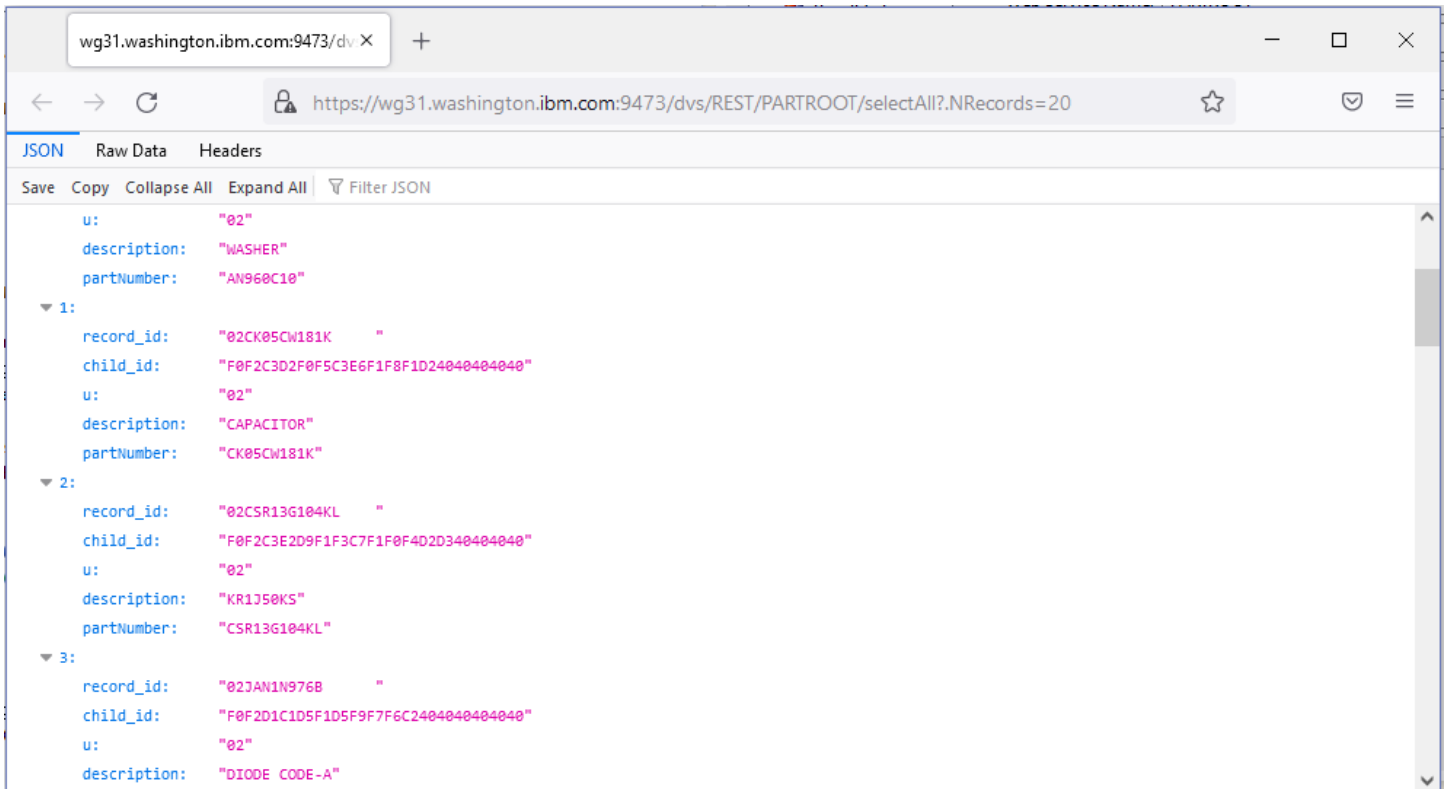 wg31.washington.ibm.com:9473/dv
https://wg31.washington.ibm.com:9473/dvs/REST/PARTROOT/selectAll?.NRecords=20
JSON Raw Data Headers
Save Copy Collapse All Expand All Filter JSON
u: "02"
description: "WASHER"
partNumber: "AN960C10"
1:
record_id: "02CK05CW181K      "
child_id: "F0F2C3D2F0F5C3E6F1F8F1D24040404040"
u: "02"
description: "CAPACITOR"
partNumber: "CK05CW181K"
2:
record_id: "02CSR13G104KL     "
child_id: "F0F2C3E2D9F1F3C7F1F0F4D2D340404040"
u: "02"
description: "KR1J50KS"
partNumber: "CSR13G104KL"
3:
record_id: "02JAN1N976B       "
child_id: "F0F2D1C1D5F1D5F9F7F6C2404040404040"
u: "02"
description: "DIODE CODE-A"